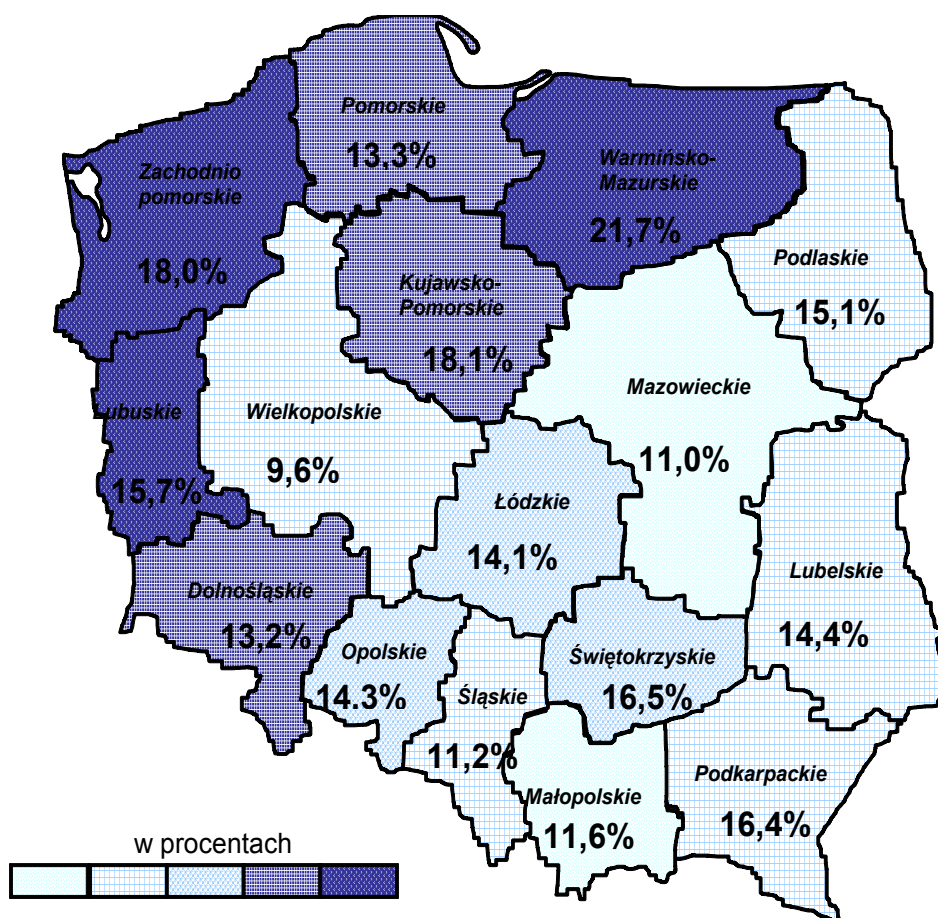 Pomorskie
13,3%
Zachodnio
pomorskie
18,0%
Warmińsko-
Mazurskie
21,7%
Podlaskie
15,1%
Kujawsko-
Pomorskie
18,1%
Mazowieckie
11,0%
Lubuskie
15,7%
Wielkopolskie
9,6%
Łódzkie
14,1%
Lubelskie
14,4%
Dolnośląskie
13,2%
Opolskie
14.3%
Śląskie
11,2%
Świętokrzyskie
16,5%
Małopolskie
11,6%
Podkarpackie
16,4%
w procentach